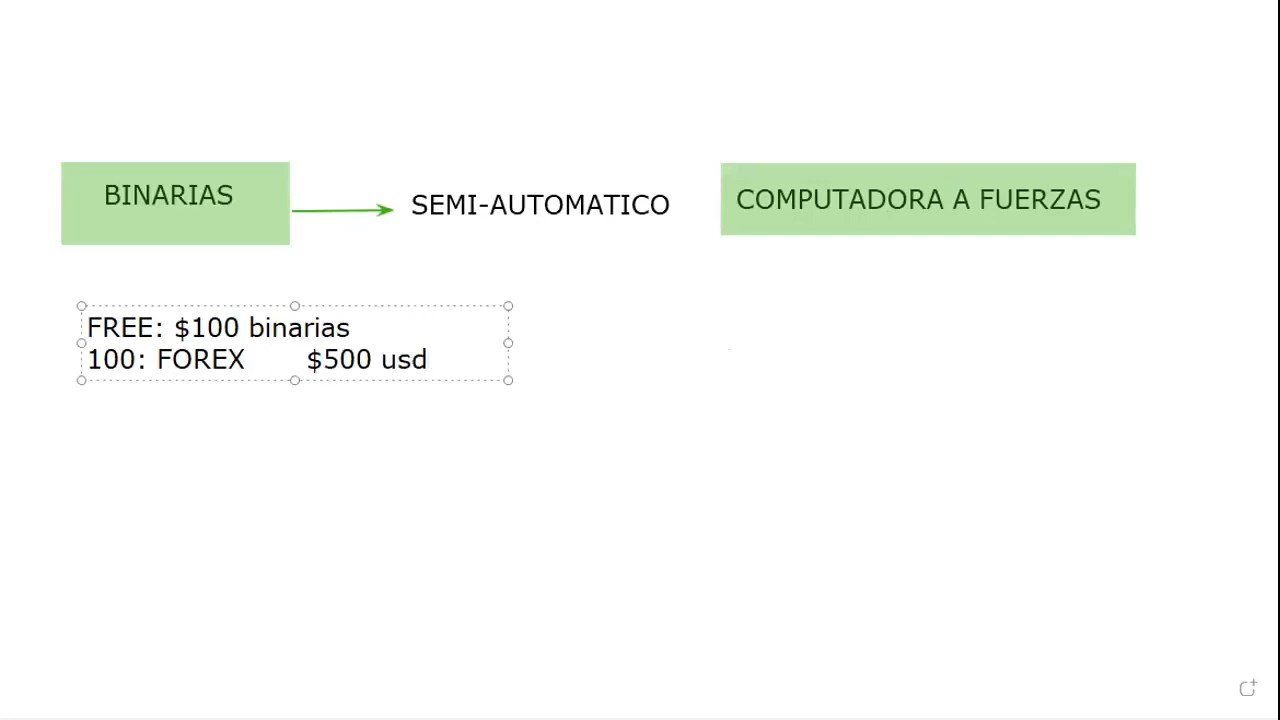 BINARIAS
SEMI-AUTOMATICO
COMPUTADORA A FUERZAS
FREE: $100 binarias
100: FOREX $500 usd